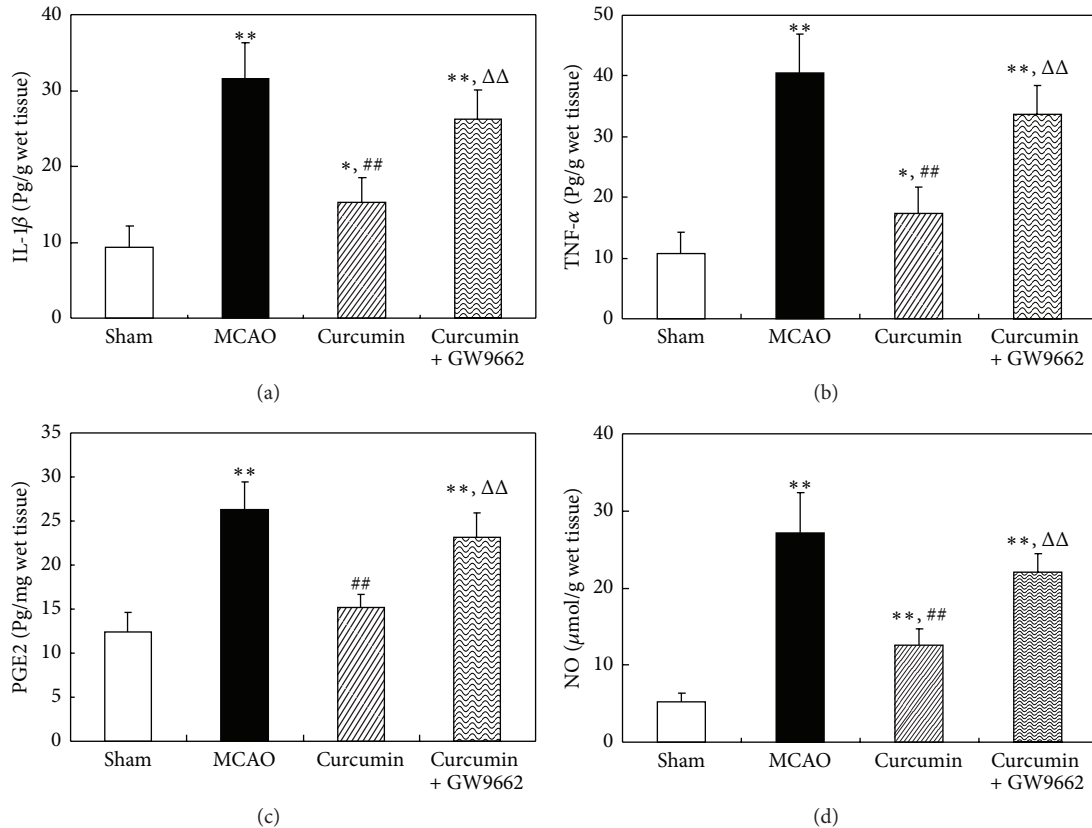 40
30
20
10
0
IL-1β (Pg/g wet tissue)
**
*, ##
**, ΔΔ
Sham
MCAO
Curcumin
Curcumin
+ GW9662
(a)
50
40
30
20
10
0
TNF-α (Pg/g wet tissue)
**
*, ##
**, ΔΔ
Sham
MCAO
Curcumin
Curcumin
+ GW9662
(b)
35
30
25
20
15
10
5
0
PGE2 (Pg/mg wet tissue)
**
##
**, ΔΔ
Sham
MCAO
Curcumin
Curcumin
+ GW9662
(c)
40
30
20
10
0
NO (μmol/g wet tissue)
**
**, ##
**, ΔΔ
Sham
MCAO
Curcumin
Curcumin
+ GW9662
(d)